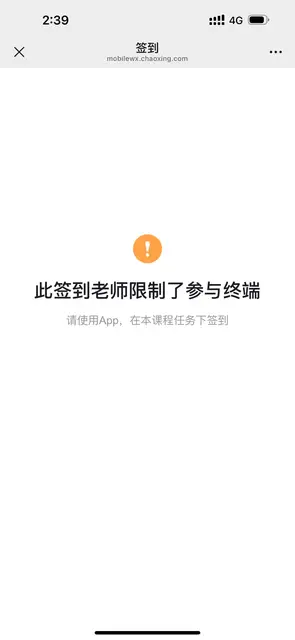 2:39
4G
签到
mobilewx.chaoxing.com
此签到老师限制了参与终端
请使用App，在本课程任务下签到